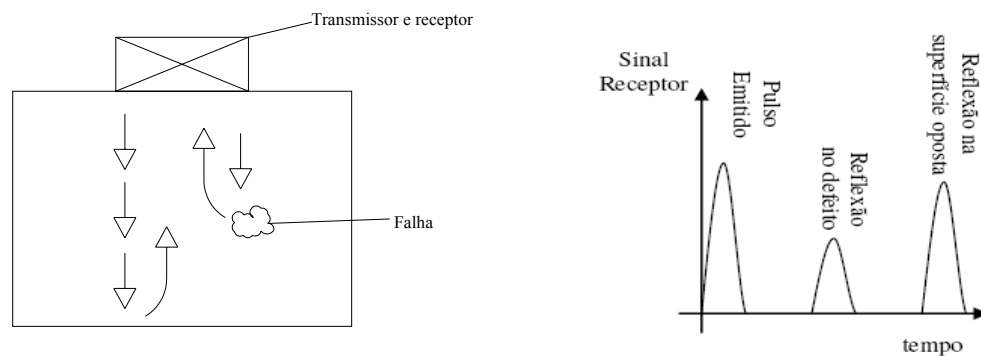 Transmissor e receptor
Falha
Sinal
Receptor
Pulso
Emitido
Reflexão
no defeito
Reflexão na
superfície oposta
tempo